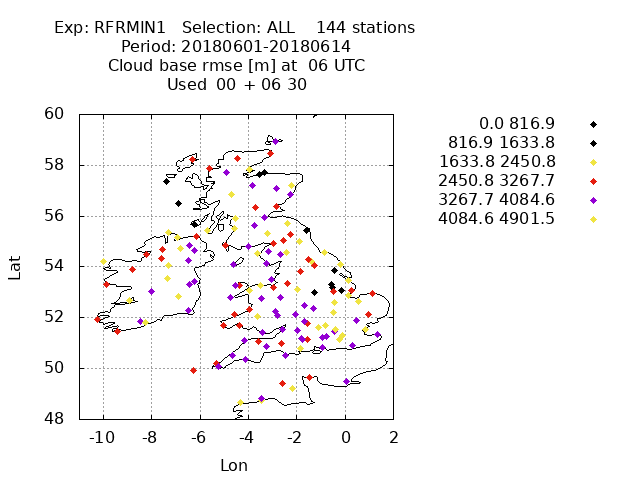 Exp: RFRMIN1 Selection: ALL 144 stations
Period: 20180601-20180614
Cloud base rmse [m] at 06 UTC
Used 00 + 06 30
60
58
56
54
52
50
48
Lat
-10 -8 -6 -4 -2 0 2
Lon
0.0 816.9
816.9 1633.8
1633.8 2450.8
2450.8 3267.7
3267.7 4084.6
4084.6 4901.5